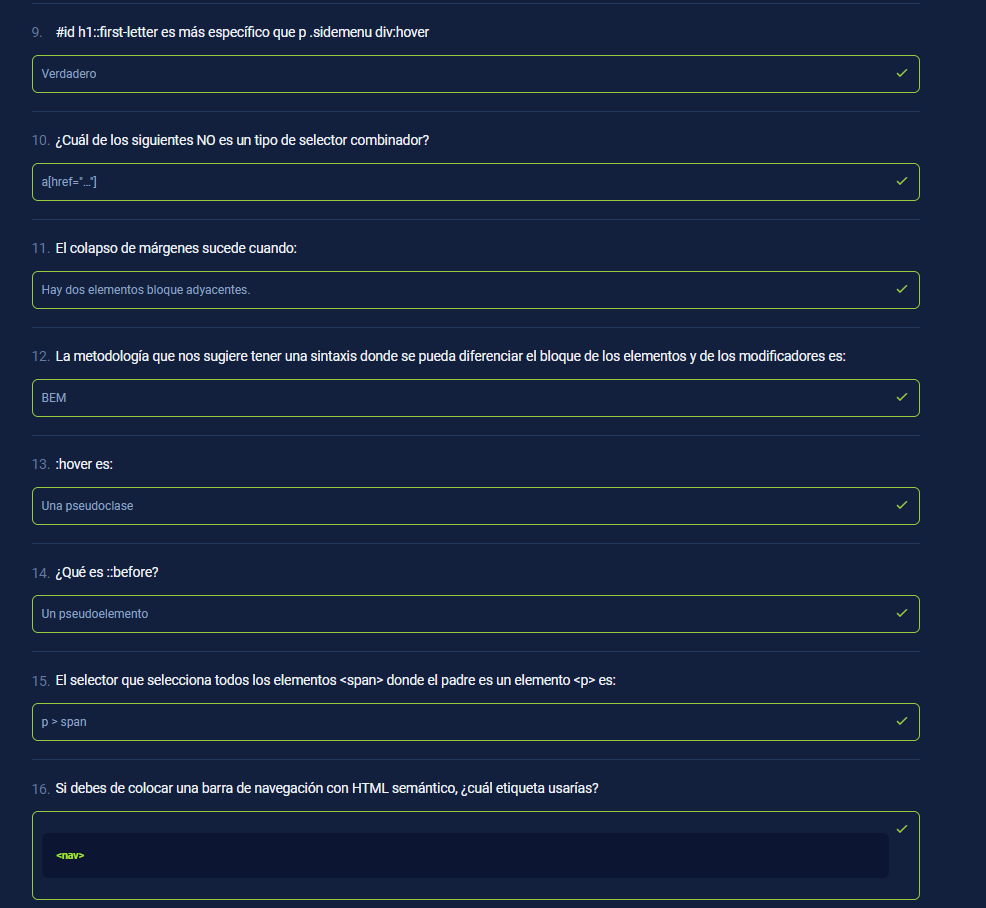 9. #id h1::first-letter es más específico que p .sidemenu div:hover
Verdadero
10. ¿Cuál de los siguientes NO es un tipo de selector combinador?
a[href="…"]
11. El colapso de márgenes sucede cuando:
Hay dos elementos bloque adyacentes.
12. La metodología que nos sugiere tener una sintaxis donde se pueda diferenciar el bloque de los elementos y de los modificadores es:
BEM
13. :hover es:
Una pseudoclase
14. ¿Qué es ::before?
Un pseudoelemento
15. El selector que selecciona todos los elementos <span> donde el padre es un elemento <p> es:
p > span
16. Si debes de colocar una barra de navegación con HTML semántico, ¿cuál etiqueta usarías?
<nav>